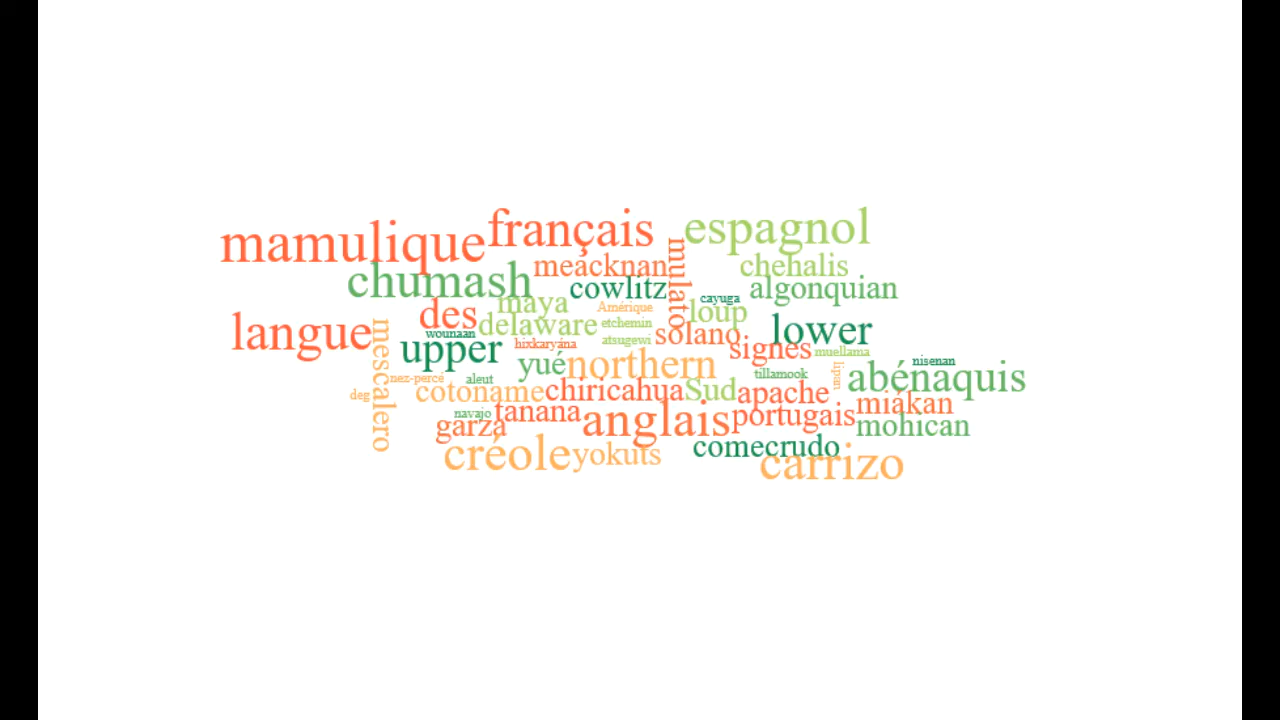 mamulique
français
espagnol
chumash
meacknan
mulato
chehalis
cowlitz
algonquian
maya
Amérique
cayuga
loup
langue
des
delaware
etchemin
solano
lower
mescalero
wounaan
upper
hixkaryána
atsugewi
signes
muellama
yué
northern
tillamook
lipan
nisenan
abénaquis
nez-percé
aleut
deg
cotoname
chiricahua
Sud
apache
miákan
navajo
garza
tanana
anglais
portugais
mohican
créole
yokuts
comecrudo
carrizo